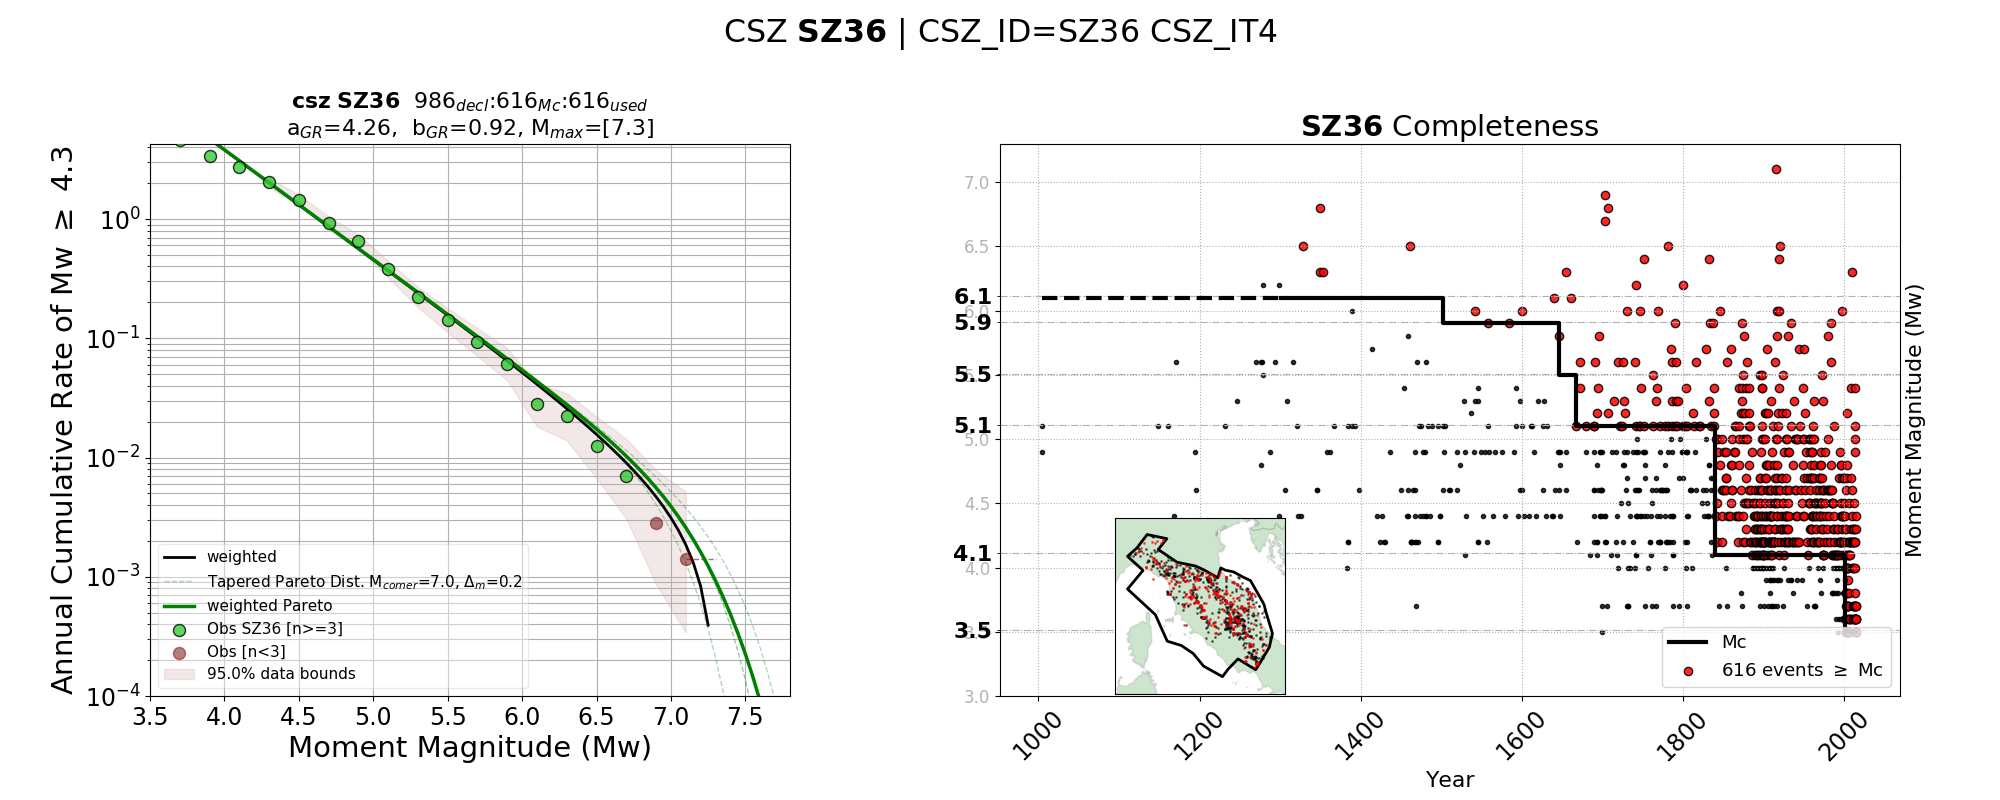 CSZ SZ36 | CSZ_ID=SZ36 CSZ_IT4
csz SZ36 986decl:616Mc:616used
aGR=4.26, bGR=0.92, Mmax=[7.3]
Annual Cumulative Rate of Mw ≥ 4.3
10^0
10^-1
10^-2
10^-3
10^-4
weighted
Tapered Pareto Dist. Mcorner=7.0, Δm=0.2
weighted Pareto
Obs SZ36 [n>=3]
Obs [n<3]
95.0% data bounds
3.5 4.0 4.5 5.0 5.5 6.0 6.5 7.0 7.5
Moment Magnitude (Mw)
SZ36 Completeness
7.0
6.5
6.1
6.0
5.9
5.5
5.1
5.0
4.5
4.1
4.0
3.5
3.0
Moment Magnitude (Mw)
Mc
616 events ≥ Mc
1000 1200 1400 1600 1800 2000
Year